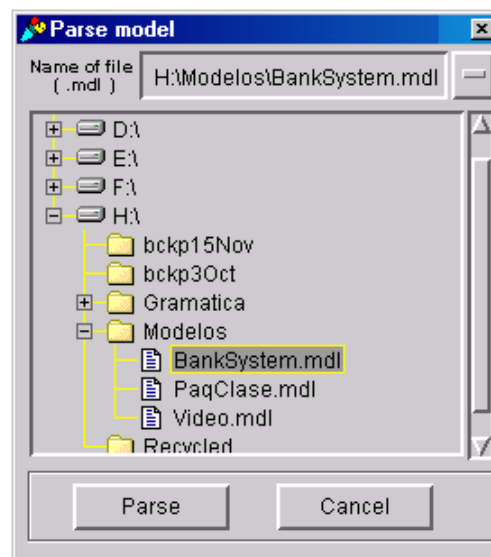 Parse model
Name of file
( .mdl )
H:\Modelos\BankSystem.mdl
D:\
E:\
F:\
H:\
bckp15Nov
bckp3Oct
Gramatica
Modelos
BankSystem.mdl
PaqClase.mdl
Video.mdl
Recycled
Parse
Cancel